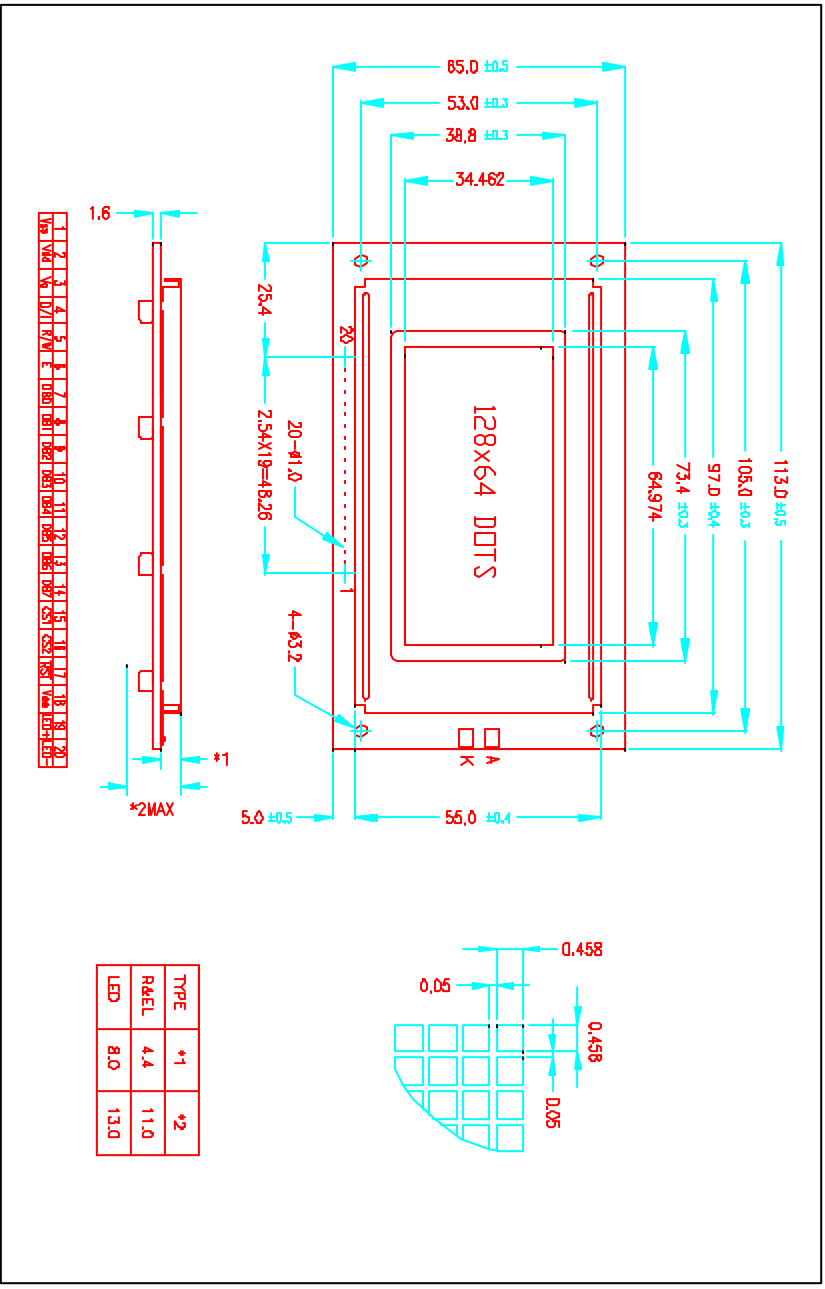 113.0 ±0.5
105.0 ±0.3
97.0 ±0.4
73.4 ±0.3
64.974
65.0 ±0.5
53.0 ±0.3
38,8 ±0.3
34.462
128x64 DOTS
A
K
20
1
25.4
2.54X19=48.26
20-ø1.0
4-ø3.2
5.0 ±0.5
55,0 ±0.4
1.6
*1
*2MAX
1 2 3 4 5 6 7 8 9 10 11 12 13 14 15 16 17 18 19 20
Vss Vdd Vo D/I R/W E DB0 DB1 DB2 DB3 DB4 DB5 DB6 DB7 CS1 CS2 RST Vee LED+ LED-
0.458
0.05
0.458
0,05
TYPE *1 *2
R&EL 4.4 11.0
LED 8.0 13.0